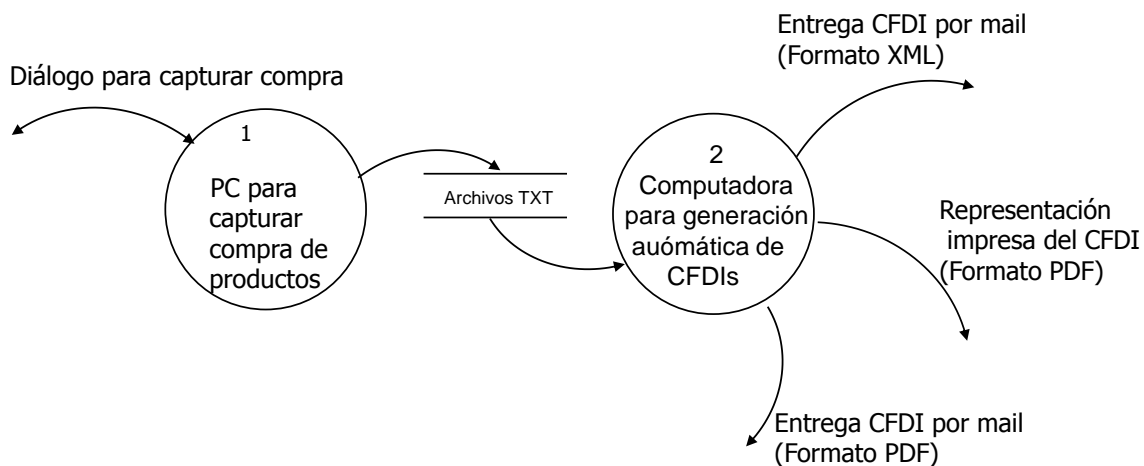 Entrega CFDI por mail
(Formato XML)
Diálogo para capturar compra
1
PC para
capturar
compra de
productos
Archivos TXT
2
Computadora
para generación
auómática de
CFDIs
Representación
impresa del CFDI
(Formato PDF)
Entrega CFDI por mail
(Formato PDF)